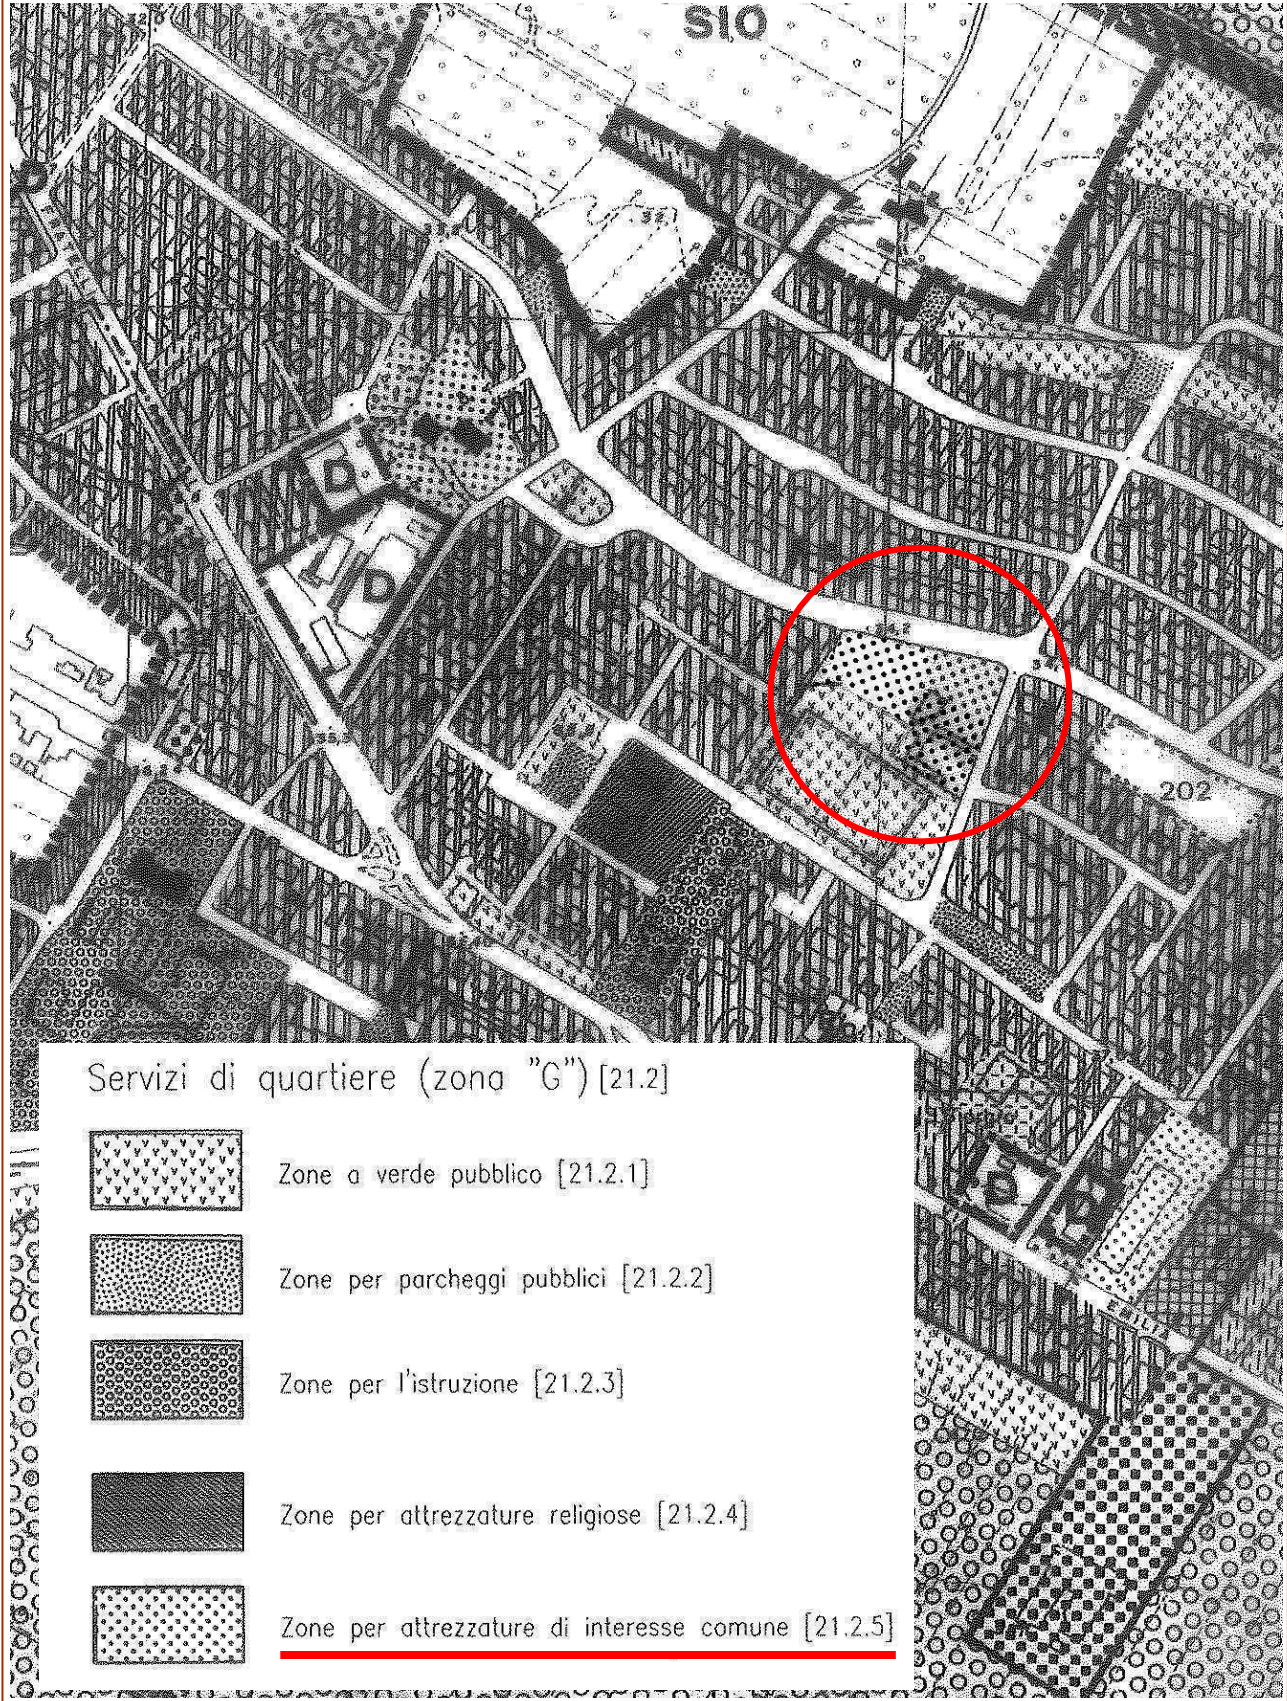 S10
D
D
202
D
Servizi di quartiere (zona "G") [21.2]
Zone a verde pubblico [21.2.1]
Zone per parcheggi pubblici [21.2.2]
Zone per l'istruzione [21.2.3]
Zone per attrezzature religiose [21.2.4]
Zone per attrezzature di interesse comune [21.2.5]